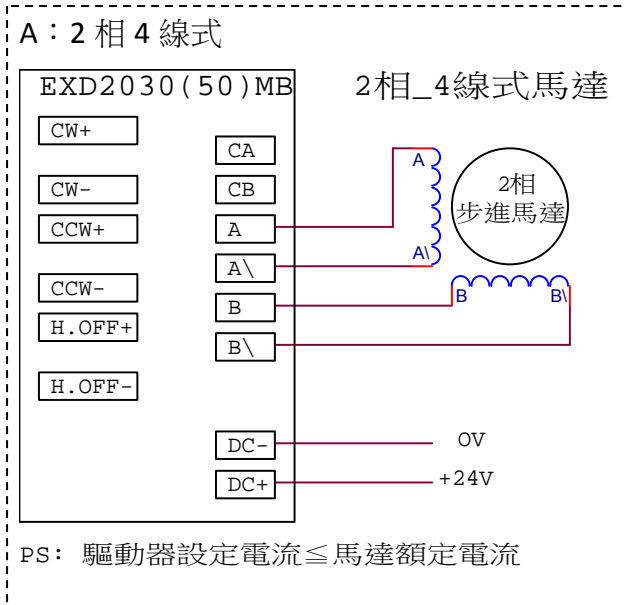 A：2 相 4 線式
EXD2030(50)MB
2相_4線式馬達
CW+
CW-
CCW+
CCW-
H.OFF+
H.OFF-
CA
CB
A
A\
B
B\
DC-
DC+
A
A\
B
B\
2相
步進馬達
0V
+24V
PS: 驅動器設定電流≦馬達額定電流